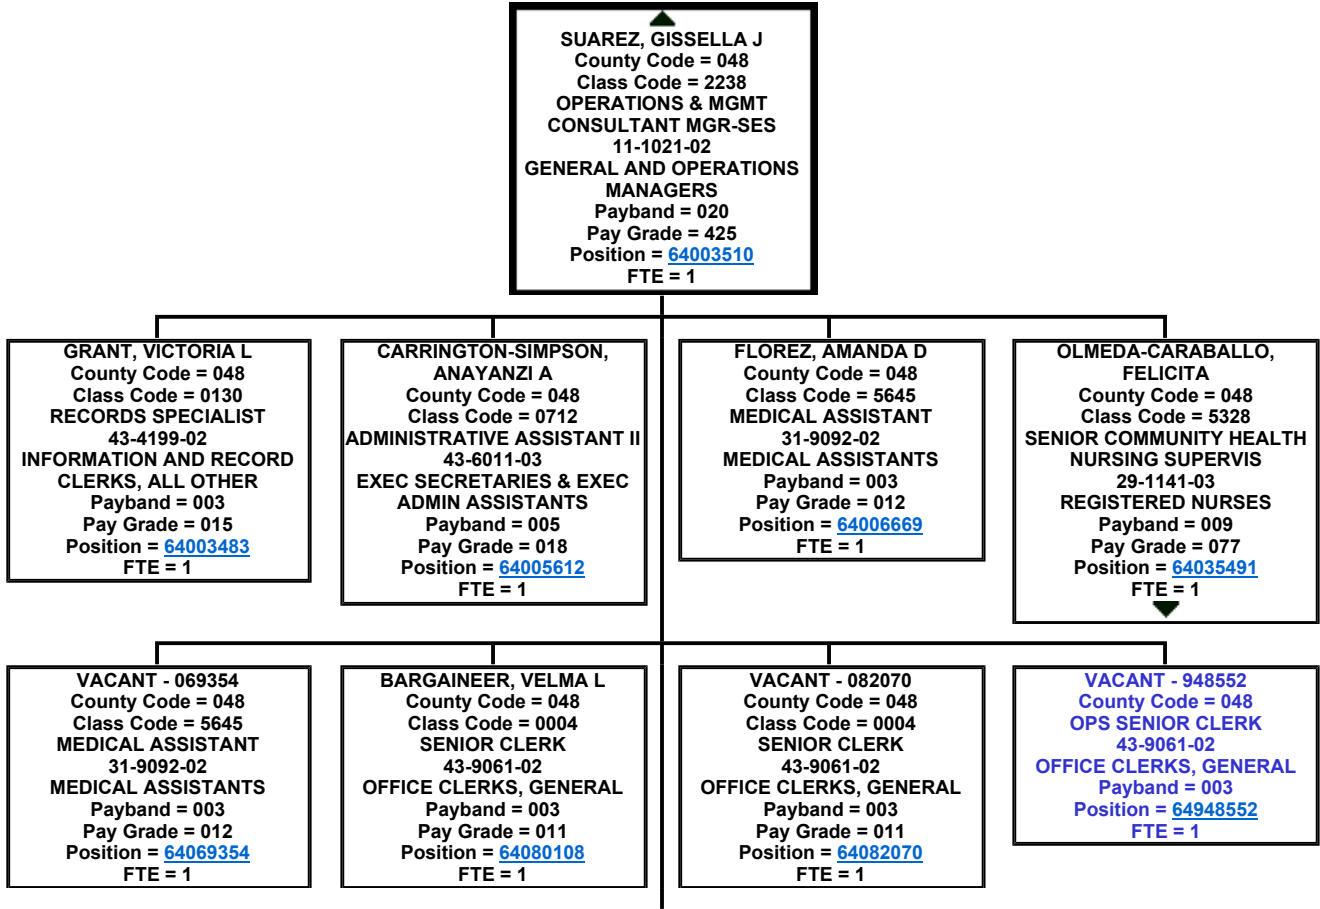 SUAREZ, GISSELLA J
County Code = 048
Class Code = 2238
OPERATIONS & MGMT
CONSULTANT MGR-SES
11-1021-02
GENERAL AND OPERATIONS
MANAGERS
Payband = 020
Pay Grade = 425
Position = 64003510
FTE = 1
GRANT, VICTORIA L
County Code = 048
Class Code = 0130
RECORDS SPECIALIST
43-4199-02
INFORMATION AND RECORD
CLERKS, ALL OTHER
Payband = 003
Pay Grade = 015
Position = 64003483
FTE = 1
CARRINGTON-SIMPSON,
ANAYANZI A
County Code = 048
Class Code = 0712
ADMINISTRATIVE ASSISTANT II
43-6011-03
EXEC SECRETARIES & EXEC
ADMIN ASSISTANTS
Payband = 005
Pay Grade = 018
Position = 64005612
FTE = 1
FLOREZ, AMANDA D
County Code = 048
Class Code = 5645
MEDICAL ASSISTANT
31-9092-02
MEDICAL ASSISTANTS
Payband = 003
Pay Grade = 012
Position = 64006669
FTE = 1
OLMEDA-CARABALLO,
FELICITA
County Code = 048
Class Code = 5328
SENIOR COMMUNITY HEALTH
NURSING SUPERVIS
29-1141-03
REGISTERED NURSES
Payband = 009
Pay Grade = 077
Position = 64035491
FTE = 1
VACANT - 069354
County Code = 048
Class Code = 5645
MEDICAL ASSISTANT
31-9092-02
MEDICAL ASSISTANTS
Payband = 003
Pay Grade = 012
Position = 64069354
FTE = 1
BARGAINEER, VELMA L
County Code = 048
Class Code = 0004
SENIOR CLERK
43-9061-02
OFFICE CLERKS, GENERAL
Payband = 003
Pay Grade = 011
Position = 64080108
FTE = 1
VACANT - 082070
County Code = 048
Class Code = 0004
SENIOR CLERK
43-9061-02
OFFICE CLERKS, GENERAL
Payband = 003
Pay Grade = 011
Position = 64082070
FTE = 1
VACANT - 948552
County Code = 048
OPS SENIOR CLERK
43-9061-02
OFFICE CLERKS, GENERAL
Payband = 003
Position = 64948552
FTE = 1